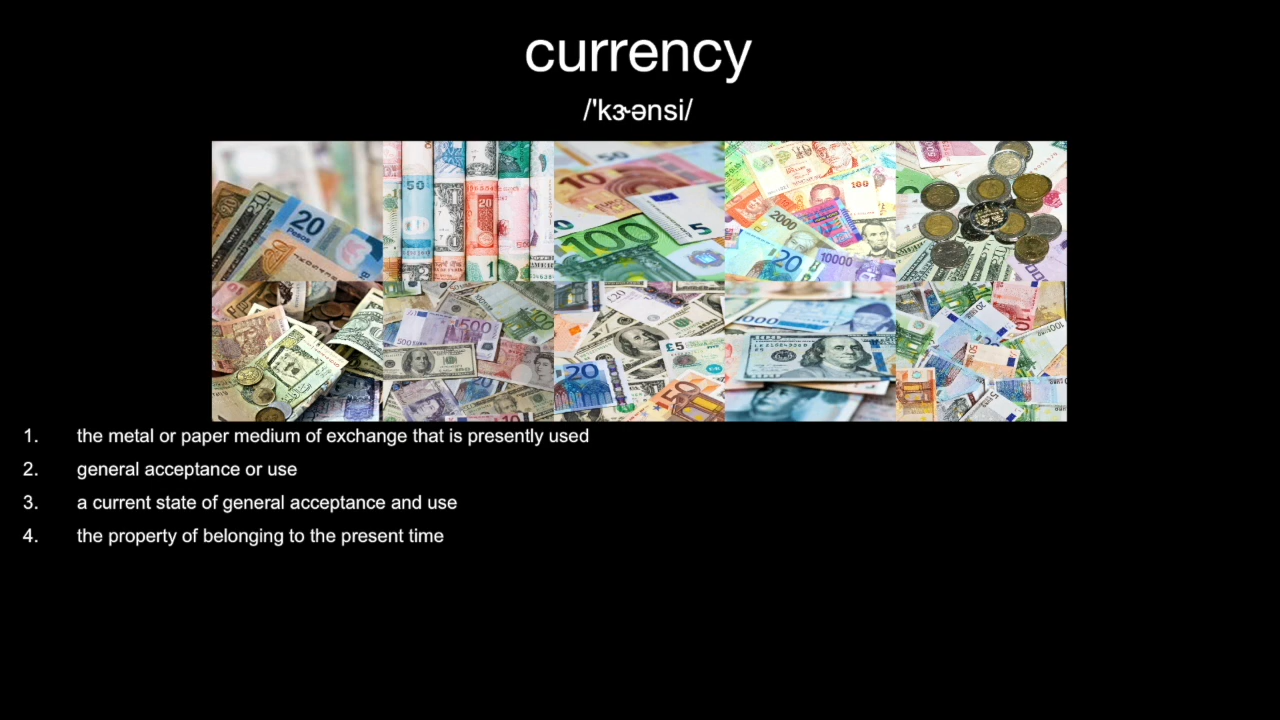 currency
/ˈkɝənsi/
1. the metal or paper medium of exchange that is presently used
2. general acceptance or use
3. a current state of general acceptance and use
4. the property of belonging to the present time